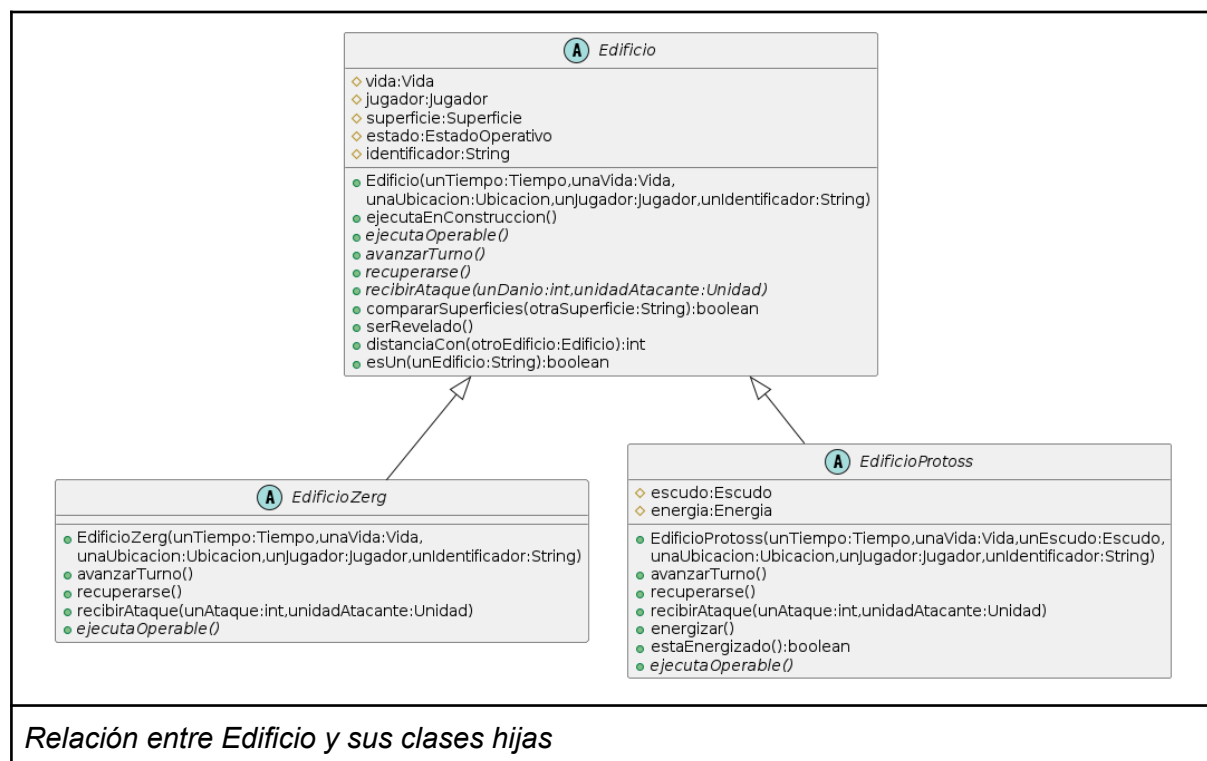 A Edificio
vida:Vida
jugador:Jugador
superficie:Superficie
estado:EstadoOperativo
identificador:String
Edificio(unTiempo:Tiempo,unaVida:Vida,
unaUbicacion:Ubicacion,unJugador:Jugador,unIdentificador:String)
ejecutaEnConstruccion()
ejecutaOperable()
avanzarTurno()
recuperarse()
recibirAtaque(unDanio:int,unidadAtacante:Unidad)
compararSuperficies(otraSuperficie:String):boolean
serRevelado()
distanciaCon(otroEdificio:Edificio):int
esUn(unEdificio:String):boolean
A EdificioZerg
EdificioZerg(unTiempo:Tiempo,unaVida:Vida,
unaUbicacion:Ubicacion,unJugador:Jugador,unIdentificador:String)
avanzarTurno()
recuperarse()
recibirAtaque(unAtaque:int,unidadAtacante:Unidad)
ejecutaOperable()
A EdificioProtoss
escudo:Escudo
energia:Energia
EdificioProtoss(unTiempo:Tiempo,unaVida:Vida,unEscudo:Escudo,
unaUbicacion:Ubicacion,unJugador:Jugador,unIdentificador:String)
avanzarTurno()
recuperarse()
recibirAtaque(unAtaque:int,unidadAtacante:Unidad)
energizar()
estaEnergizado():boolean
ejecutaOperable()
Relación entre Edificio y sus clases hijas